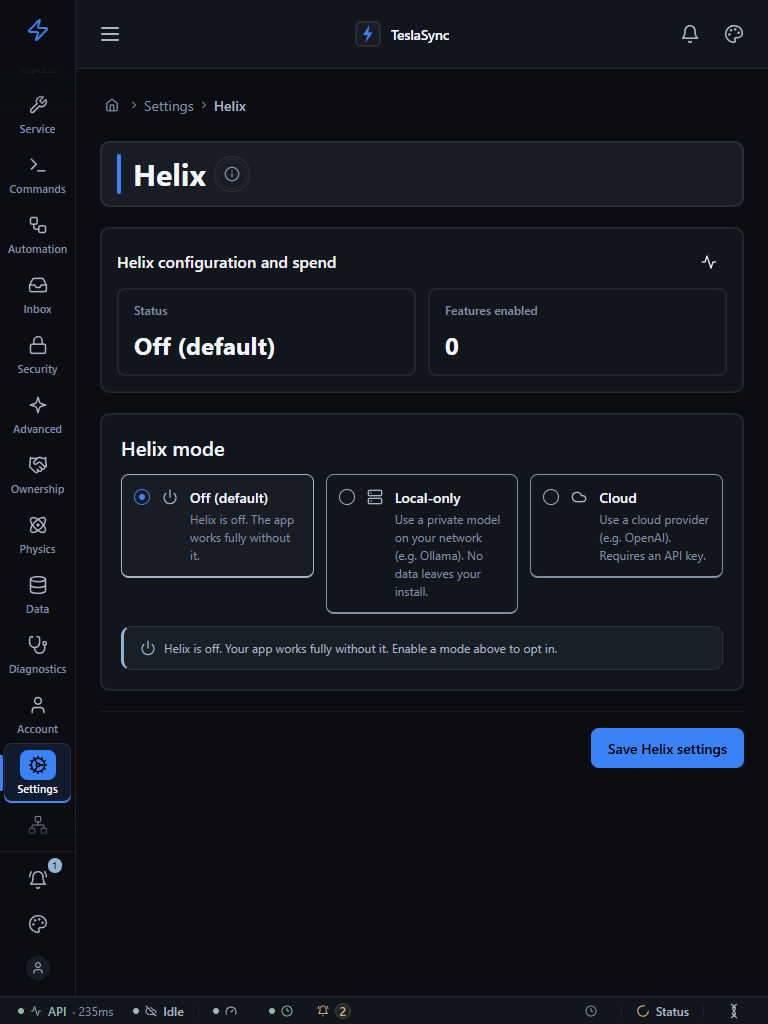 TeslaSync
Settings
Helix
Helix
Helix configuration and spend
Status
Off (default)
Features enabled
0
Helix mode
Off (default)
Helix is off. The app
works fully without
it.
Local-only
Use a private model
on your network
(e.g. Ollama). No
data leaves your
install.
Cloud
Use a cloud provider
(e.g. OpenAI).
Requires an API key.
Helix is off. Your app works fully without it. Enable a mode above to opt in.
Save Helix settings
Reports
Service
Commands
Automation
Inbox
Security
Advanced
Ownership
Physics
Data
Diagnostics
Account
Settings
1
API · 235ms
Idle
2
Status